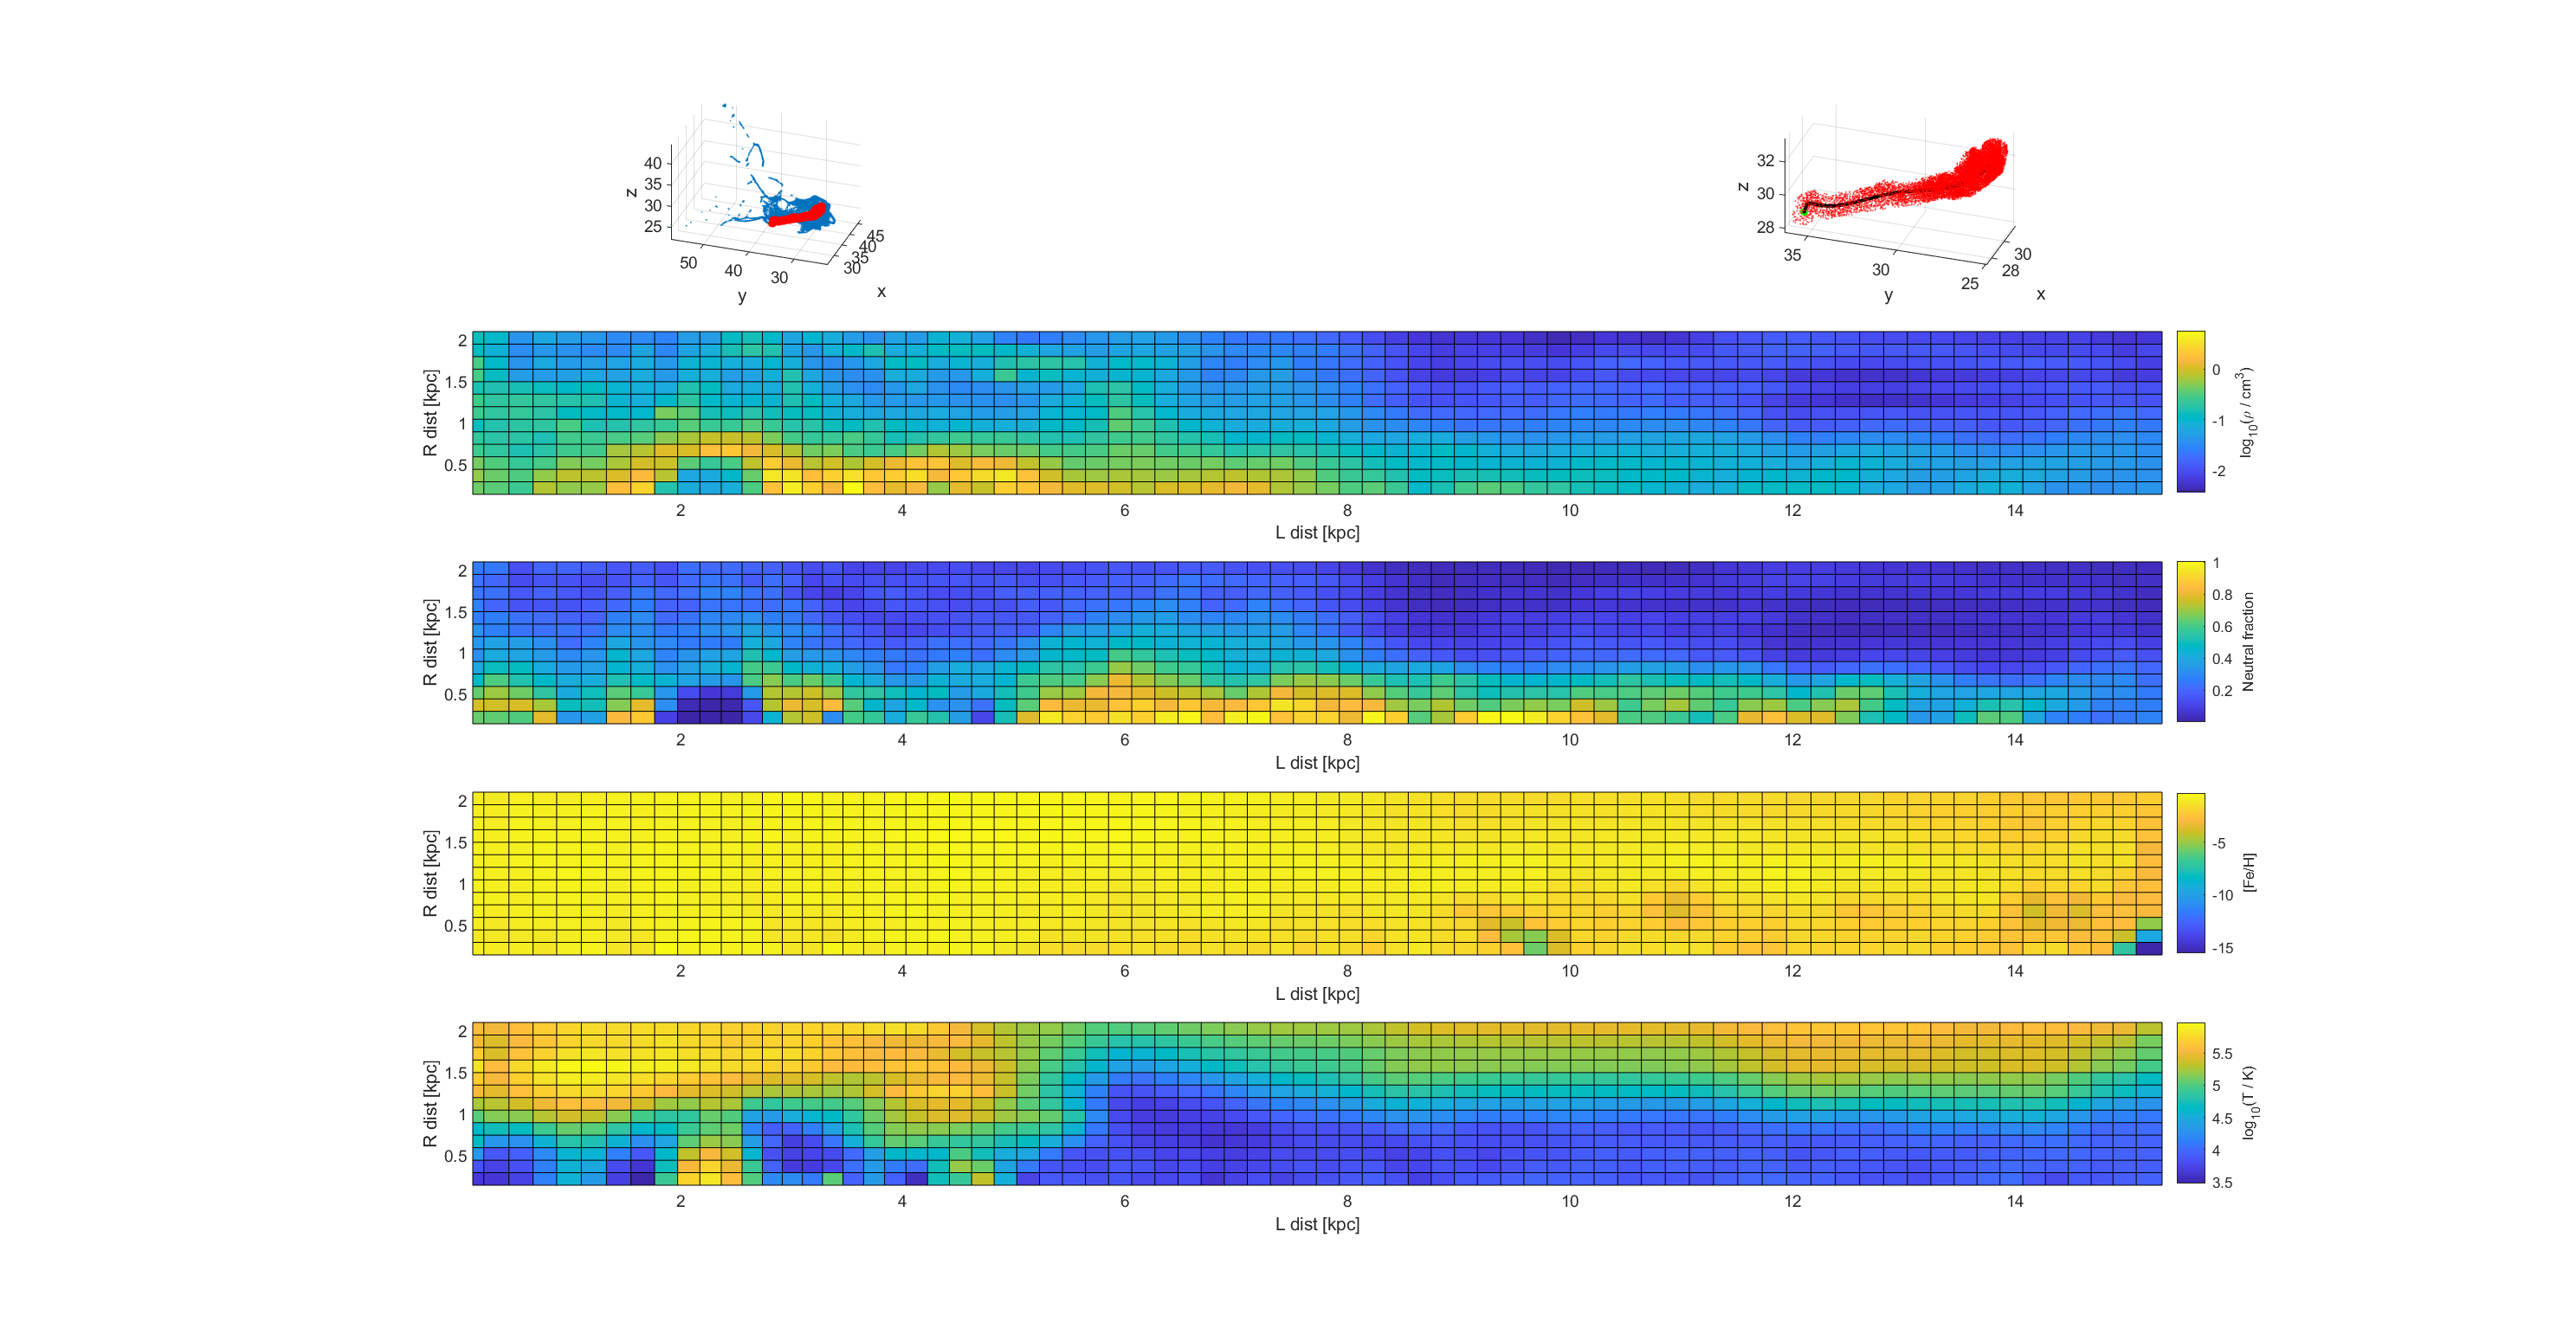 40
35
30
25
z
50
40
30
y
45
40
35
30
x
32
30
28
z
35
30
25
y
30
28
x
2
1.5
1
0.5
R dist [kpc]
2 4 6 8 10 12 14
L dist [kpc]
0
-1
-2
log10(ρ / cm3)
2
1.5
1
0.5
R dist [kpc]
2 4 6 8 10 12 14
L dist [kpc]
1
0.8
0.6
0.4
0.2
Neutral fraction
2
1.5
1
0.5
R dist [kpc]
2 4 6 8 10 12 14
L dist [kpc]
-5
-10
-15
[Fe/H]
2
1.5
1
0.5
R dist [kpc]
2 4 6 8 10 12 14
L dist [kpc]
5.5
5
4.5
4
3.5
log10(T / K)